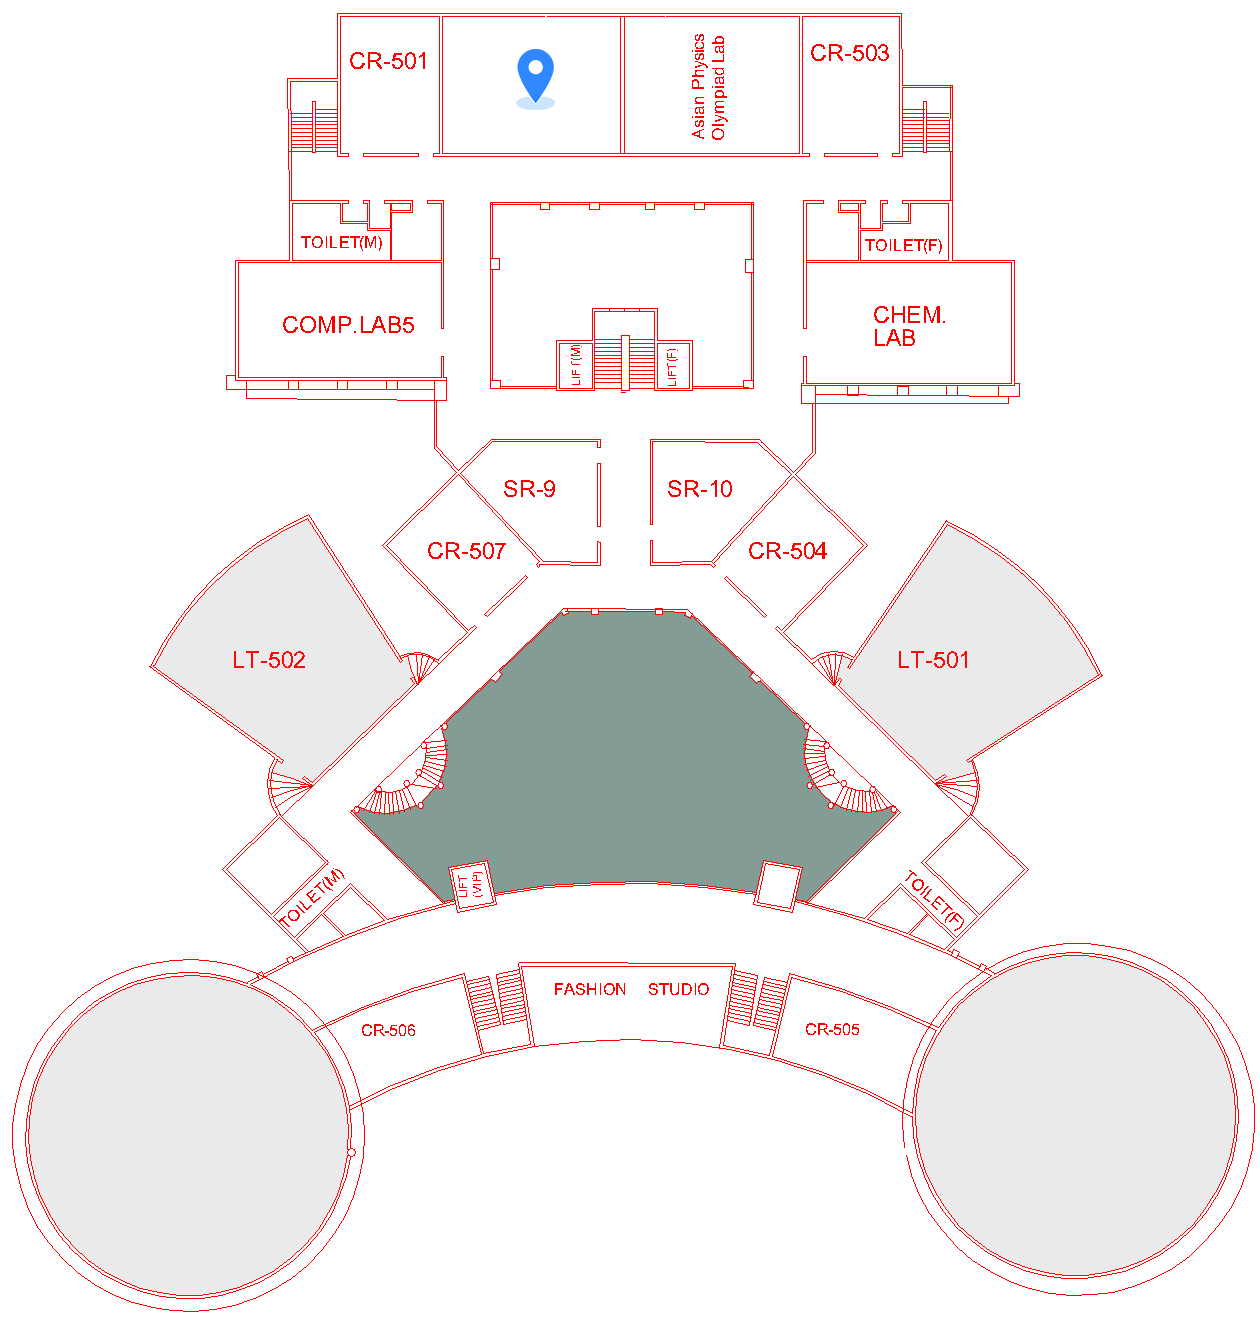 CR-501
Asian Physics
Olympiad Lab
CR-503
TOILET(M)
TOILET(F)
COMP.LAB5
CHEM.
LAB
LIFT(M)
LIFT(F)
SR-9
SR-10
CR-507
CR-504
LT-502
LT-501
LIFT
(VIP)
TOILET(M)
TOILET(F)
FASHION STUDIO
CR-506
CR-505